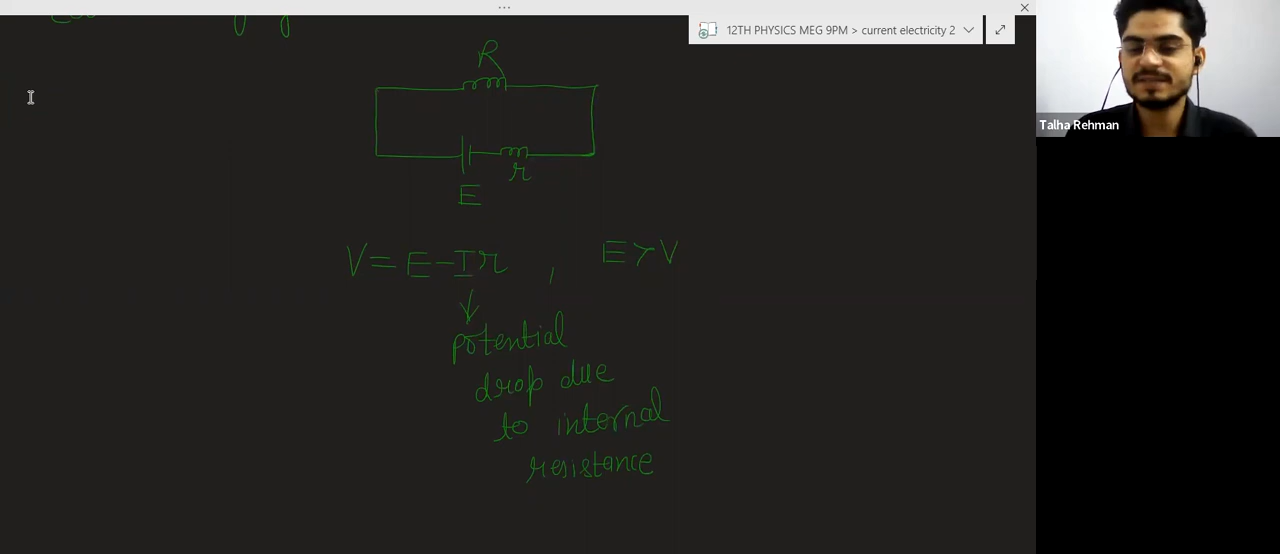 12TH PHYSICS MEG 9PM > current electricity 2
Talha Rehman
R
r
E
V = E - Ir , E > V
↓
potential
drop due
to internal
resistance